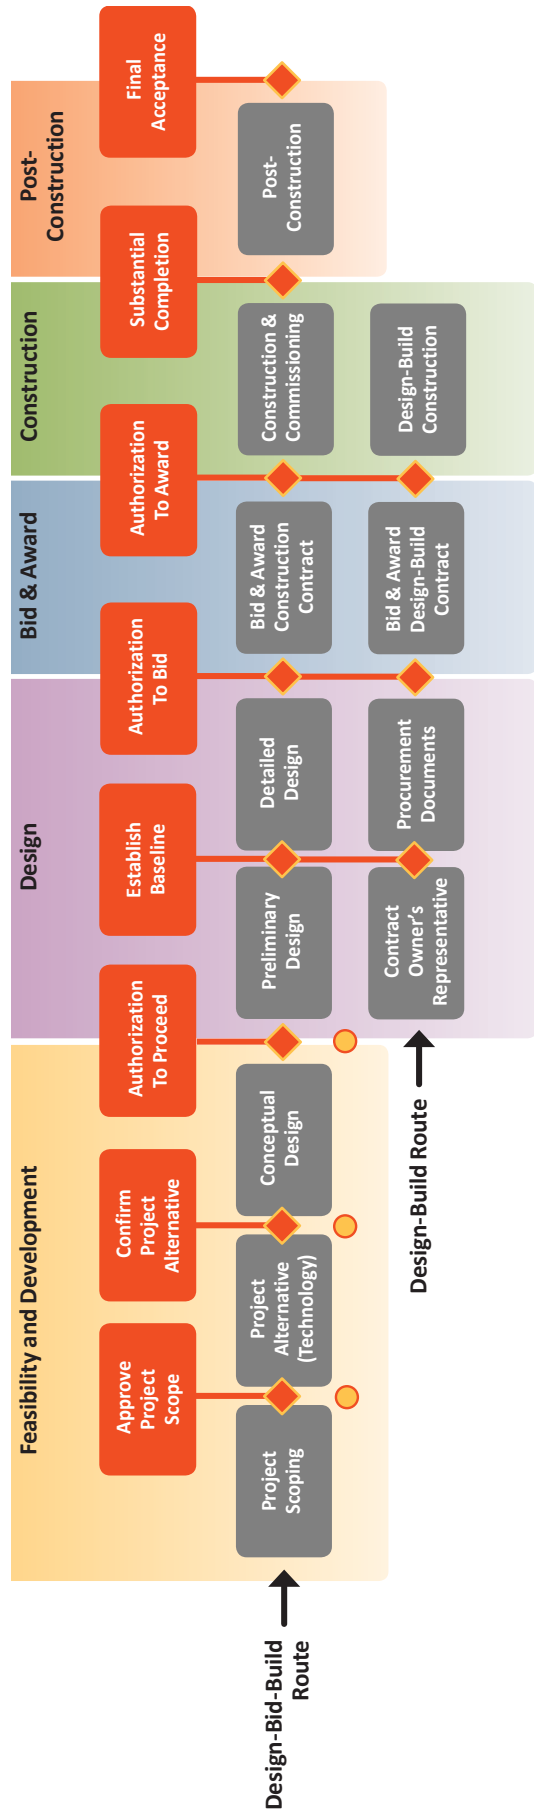 Feasibility and Development
Design
Bid & Award
Construction
Post-
Construction
Approve
Project
Scope
Confirm
Project
Alternative
Authorization
To Proceed
Establish
Baseline
Authorization
To Bid
Authorization
To Award
Substantial
Completion
Final
Acceptance
Design-Bid-Build
Route
Project
Scoping
Project
Alternative
(Technology)
Conceptual
Design
Preliminary
Design
Detailed
Design
Bid & Award
Construction
Contract
Construction &
Commissioning
Post-
Construction
Design-Build Route
Contract
Owner’s
Representative
Procurement
Documents
Bid & Award
Design-Build
Contract
Design-Build
Construction